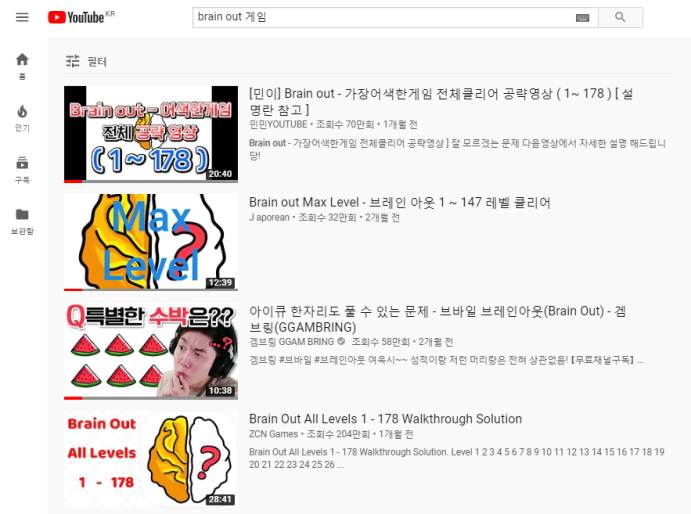 YouTube KR
brain out 게임
홈
인기
구독
보관함
필터
Brain out - 어색한게임
전체 공략 영상
( 1~ 178 )
20:40
[민이] Brain out - 가장어색한게임 전체클리어 공략영상 ( 1~ 178 ) [ 설
명란 참고 ]
민민YOUTUBE • 조회수 70만회 • 1개월 전
Brain out - 가장어색한게임 전체클리어 공략영상 ] 잘 모르겠는 문제 다음영상에서 자세한 설명 해드립니
당!
Max
Level
?
12:39
Brain out Max Level - 브레인 아웃 1 ~ 147 레벨 클리어
J aporean • 조회수 32만회 • 2개월 전
Q특별한 수박은??
...?
10:38
아이큐 한자리도 풀 수 있는 문제 - 브바일 브레인아웃(Brain Out) - 겜
브링(GGAMBRING)
겜브링 GGAM BRING 조회수 58만회 • 2개월 전
겜브링 #브바일 #브레인아웃 여윽시~~ 성적이랑 저런 머리랑은 전혀 상관없음! 【무료채널구독】 ...
Brain Out
All Levels
1 - 178
?
28:41
Brain Out All Levels 1 - 178 Walkthrough Solution
ZCN Games • 조회수 204만회 • 1개월 전
Brain Out All Levels 1 - 178 Walkthrough Solution. Level 1 2 3 4 5 6 7 8 9 10 11 12 13 14 15 16 17 18 19
20 21 22 23 24 25 26 ...